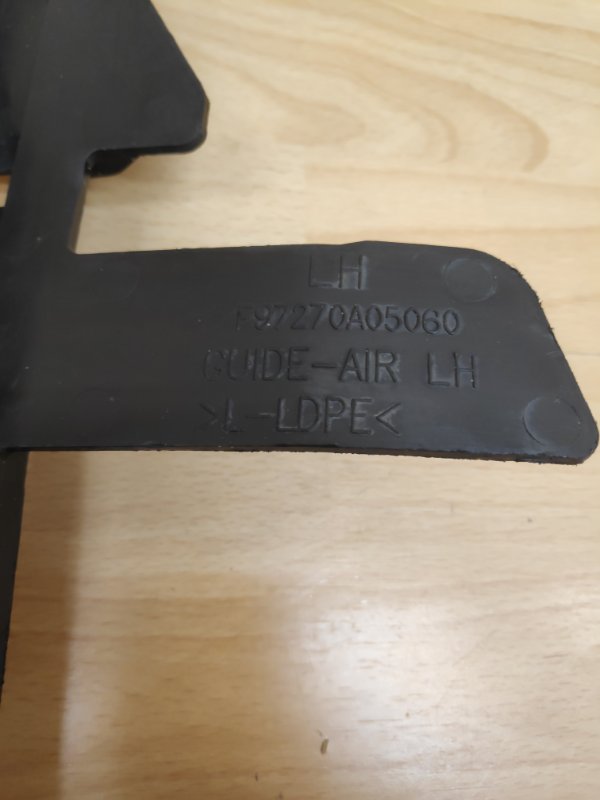 LH
F97270A05060
GUIDE-AIR LH
>L-LDPE<